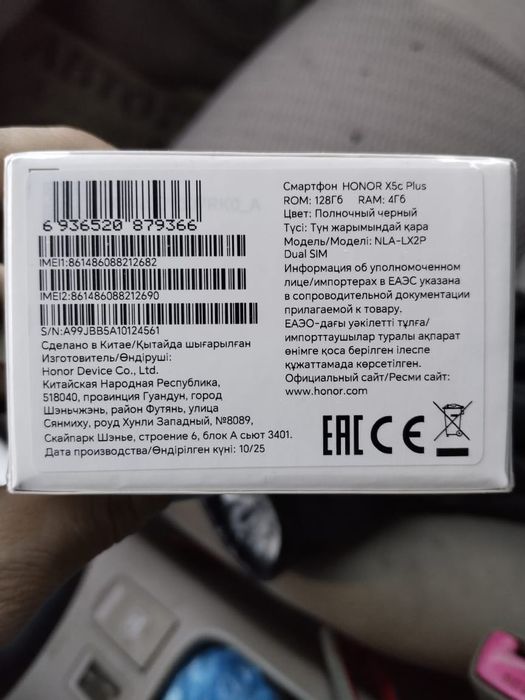 6 936520 879366
IMEI1:861486088212682
IMEI2:861486088212690
S/N:A99JBB5A10124561
Сделано в Китае/Қытайда шығарылған
Изготовитель/Өндіруші:
Honor Device Co., Ltd.
Китайская Народная Республика,
518040, провинция Гуандун, город
Шэньчжэнь, район Футянь, улица
Сянмиху, роуд Хунли Западный, №8089,
Скайпарк Шэнье, строение 6, блок А сьют 3401.
Дата производства/Өндірілген күні: 10/25
Смартфон HONOR X5c Plus
ROM: 128Гб RAM: 4Гб
Цвет: Полночный черный
Түсі: Түн жарымындай қара
Модель/Моделі: NLA-LX2P
Dual SIM
Информация об уполномоченном
лице/импортерах в ЕАЭС указана
в сопроводительной документации
прилагаемой к товару.
ЕАЭО-дағы уәкілетті тұлға/
импорттаушылар туралы ақпарат
өнімге қоса берілген ілеспе
құжаттамада көрсетілген.
Официальный сайт/Ресми сайт:
www.honor.com
EAC CE